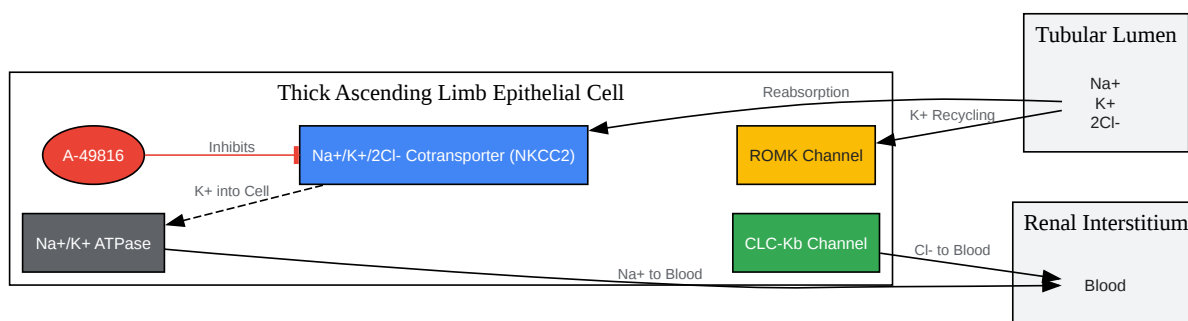 Tubular Lumen
Na+
K+
2Cl-
Thick Ascending Limb Epithelial Cell
Reabsorption
K+ Recycling
A-49816
Inhibits
Na+/K+/2Cl- Cotransporter (NKCC2)
ROMK Channel
K+ into Cell
Na+/K+ ATPase
CLC-Kb Channel
Renal Interstitium
Cl- to Blood
Na+ to Blood
Blood